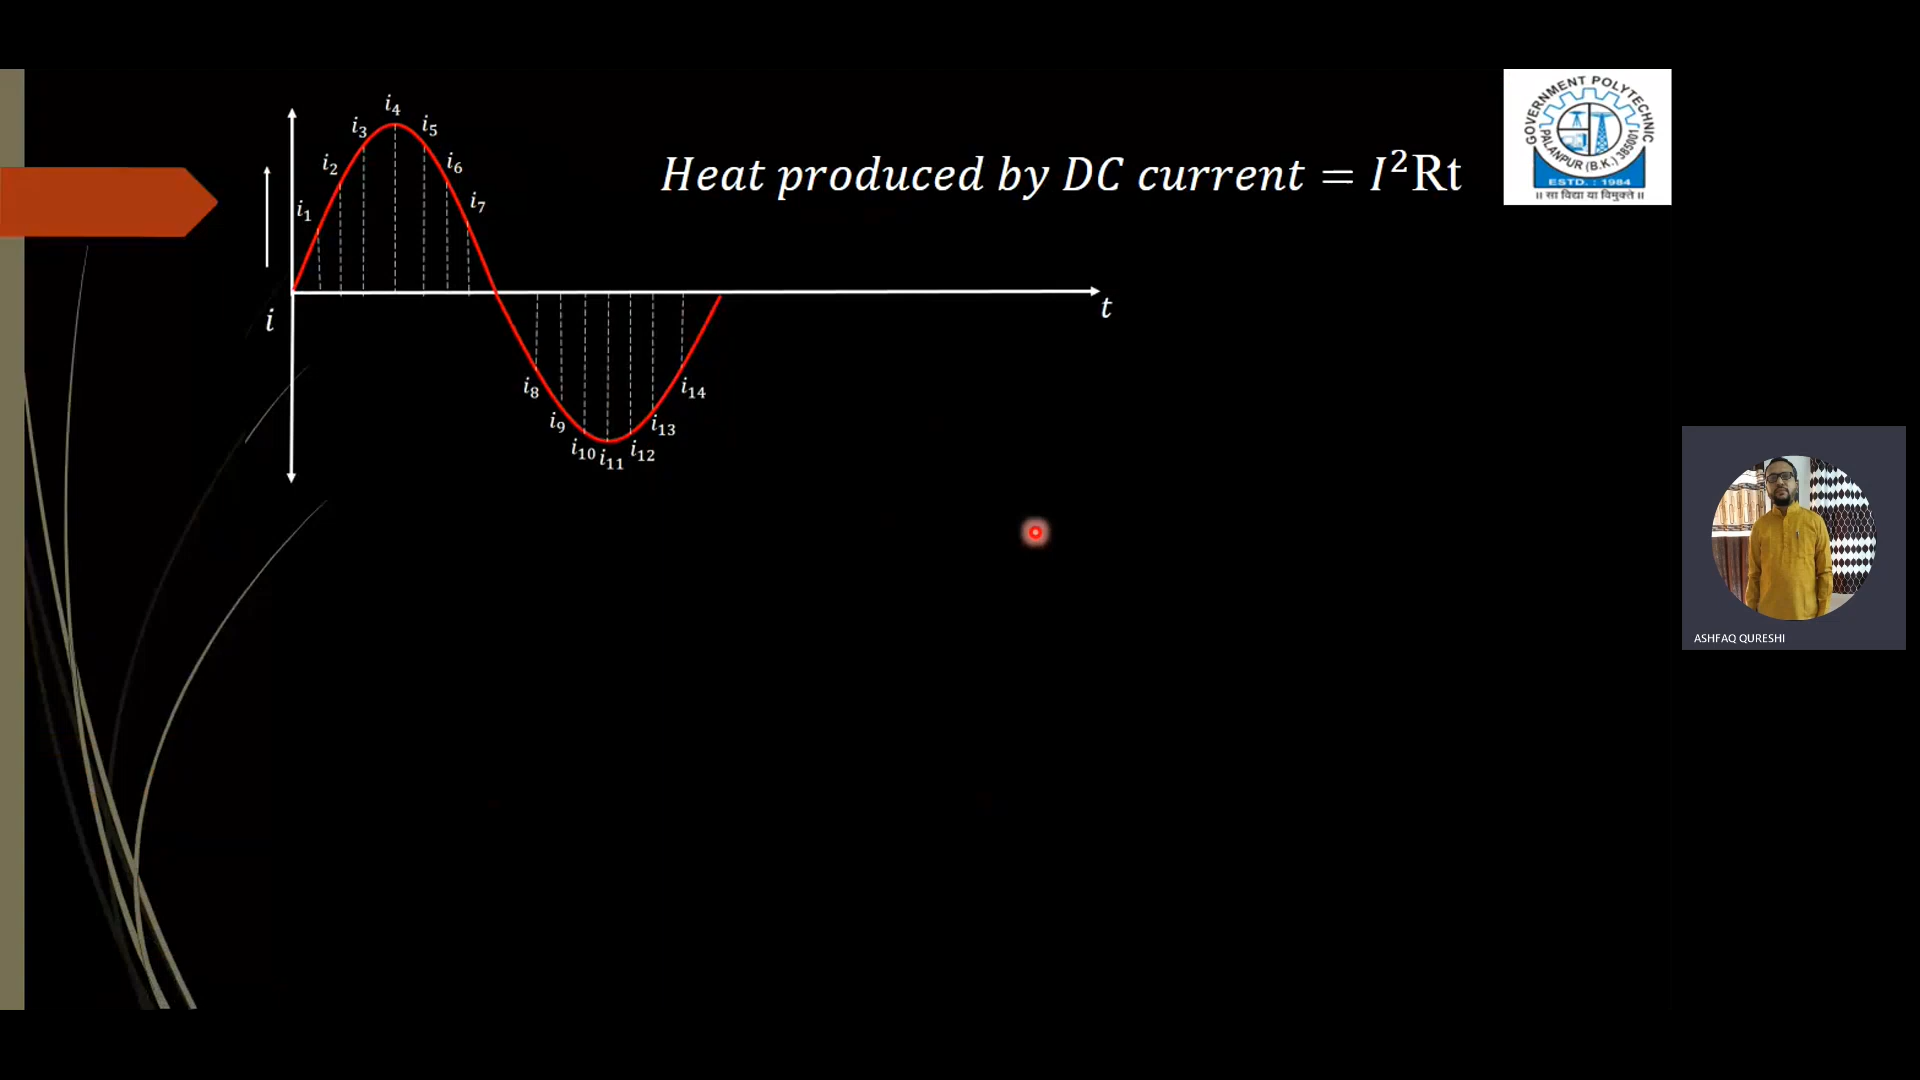 i₄
i₃
i₅
i₂
i₆
i₁
i₇
Heat produced by DC current = I²Rt
GOVERNMENT POLYTECHNIC
PALANPUR (B.K.) 385001
ESTD. : 1984
॥ सा विद्या या विमुक्ते ॥
i
t
i₈
i₉
i₁₀
i₁₁
i₁₂
i₁₃
i₁₄
ASHFAQ QURESHI